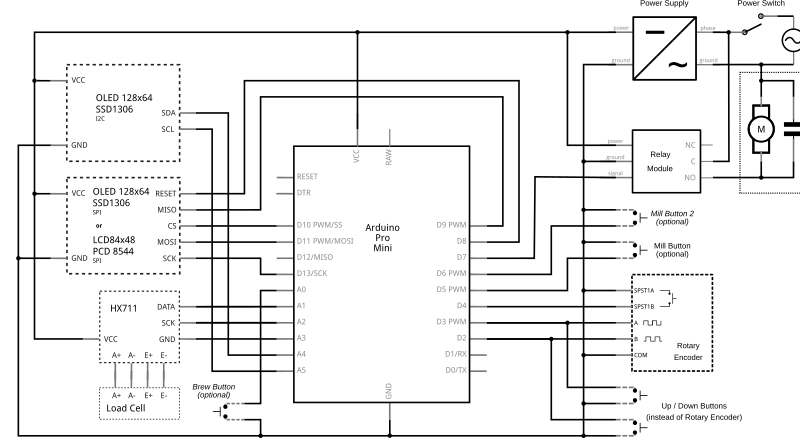 Power Supply
Power Switch
power
phase
ground
ground
VCC
OLED 128x64
SSD1306
I2C
SDA
SCL
GND
VCC
RAW
M
power
ground
signal
Relay
Module
NC
C
NO
VCC
OLED 128x64
SSD1306
SPI
or
LCD84x48
PCD 8544
SPI
GND
RESET
MISO
CS
MOSI
SCK
RESET
DTR
D10 PWM/SS
D11 PWM/MOSI
D12/MISO
D13/SCK
A0
A1
A2
A3
A4
A5
Arduino
Pro
Mini
D9 PWM
D8
D7
D6 PWM
D5 PWM
D4
D3 PWM
D2
D1/RX
D0/TX
GND
Mill Button 2
(optional)
Mill Button
(optional)
SPST1A
SPST1B
A
B
COM
Rotary
Encoder
HX711
DATA
SCK
GND
VCC
A+ A- E+ E-
A+ A- E+ E-
Load Cell
Brew Button
(optional)
Up / Down Buttons
(instead of Rotary Encoder)